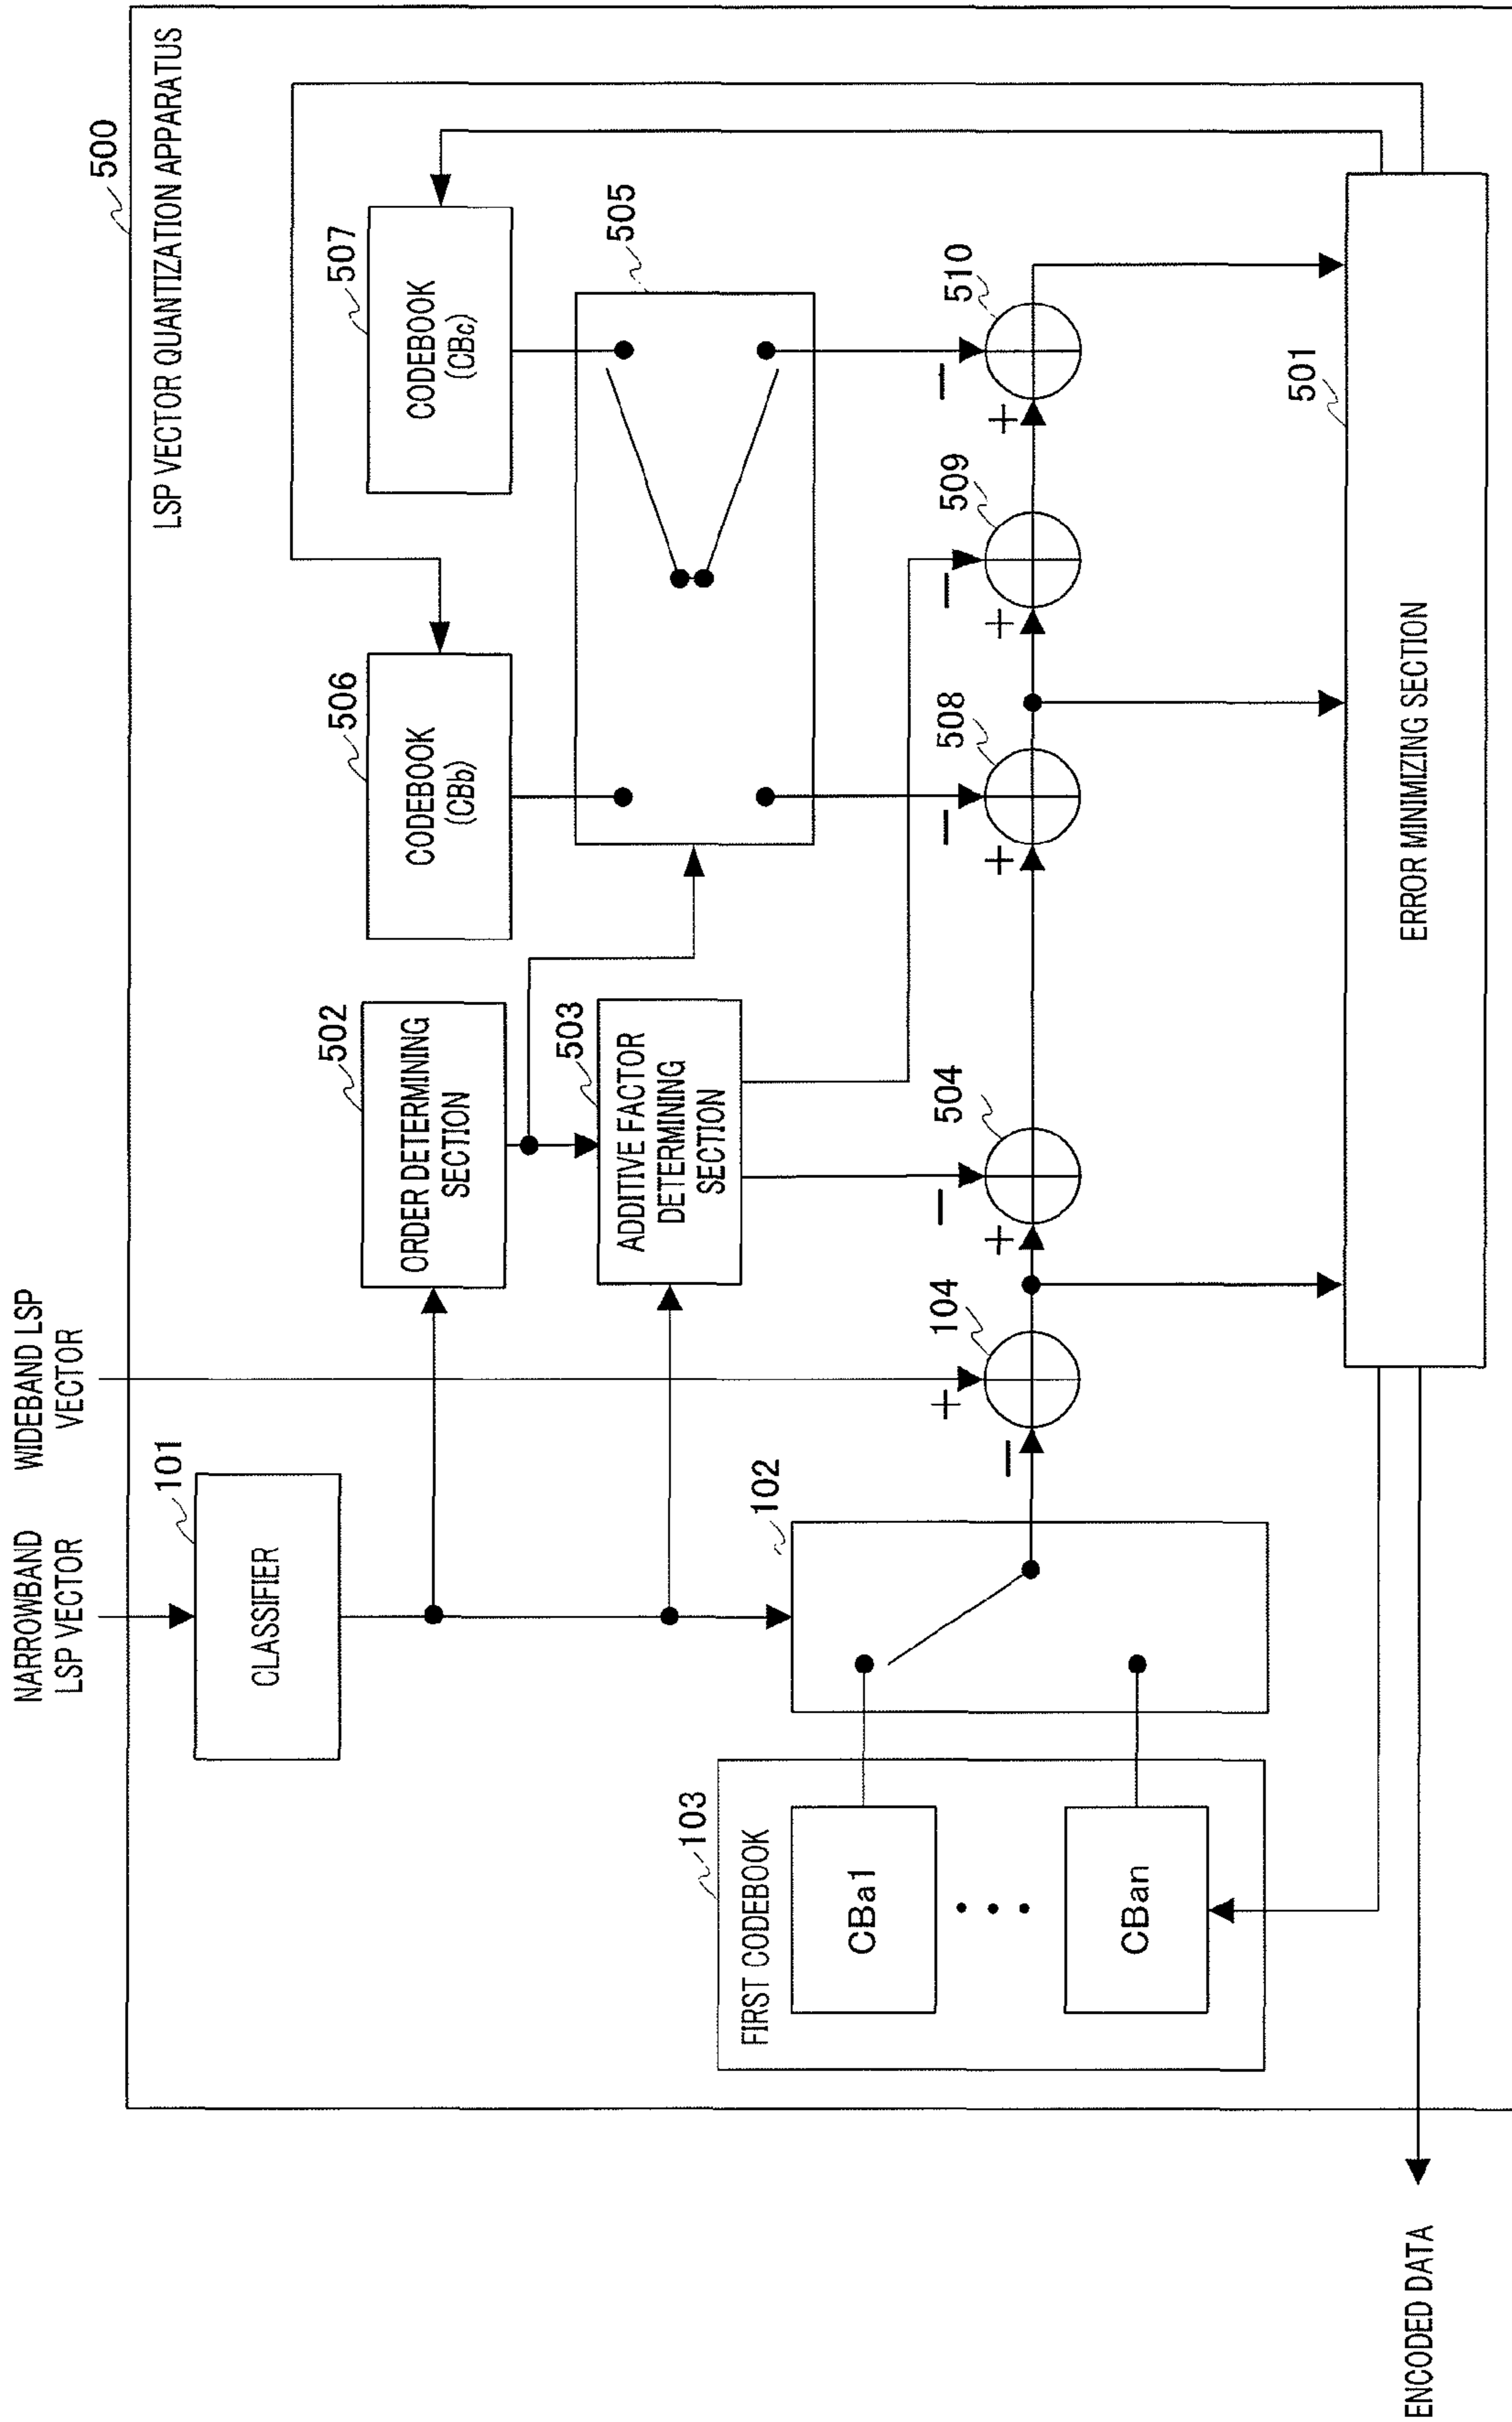 NARROWBAND
LSP VECTOR
WIDEBAND LSP
VECTOR
500
LSP VECTOR QUANTIZATION APPARATUS
101
CLASSIFIER
502
ORDER DETERMINING
SECTION
506
CODEBOOK
(CBb)
507
CODEBOOK
(CBc)
503
ADDITIVE FACTOR
DETERMINING
SECTION
505
103
FIRST CODEBOOK
CBa1
• • •
CBan
102
104
+
−
504
+
−
508
+
−
509
+
−
510
+
−
501
ERROR MINIMIZING SECTION
ENCODED DATA